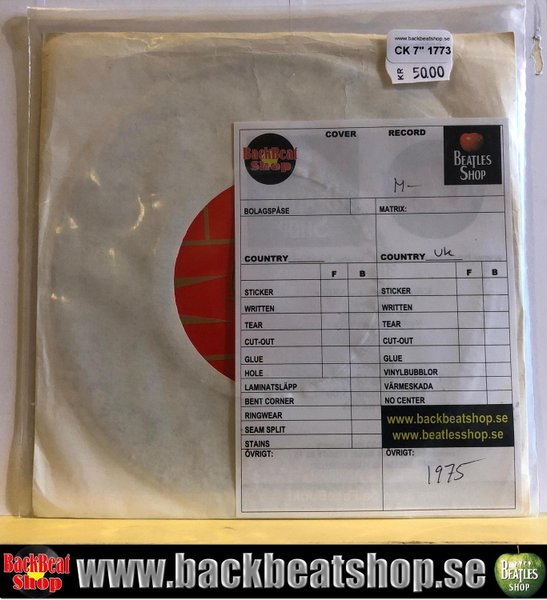 www.backbeatshop.se
CK 7" 1773
KR 50.00
COVER RECORD
BackBeat
Shop
BEATLES
SHOP
M-
BOLAGSPÅSE MATRIX:
COUNTRY COUNTRY UK
F B F B
STICKER STICKER
WRITTEN WRITTEN
TEAR TEAR
CUT-OUT CUT-OUT
GLUE GLUE
HOLE VINYLBUBBLOR
LAMINATSLÄPP VÄRMESKADA
BENT CORNER NO CENTER
RINGWEAR
SEAM SPLIT
STAINS
www.backbeatshop.se
www.beatlesshop.se
ÖVRIGT: ÖVRIGT:
1975
BackBeat
Shop
www.backbeatshop.se
BEATLES
SHOP